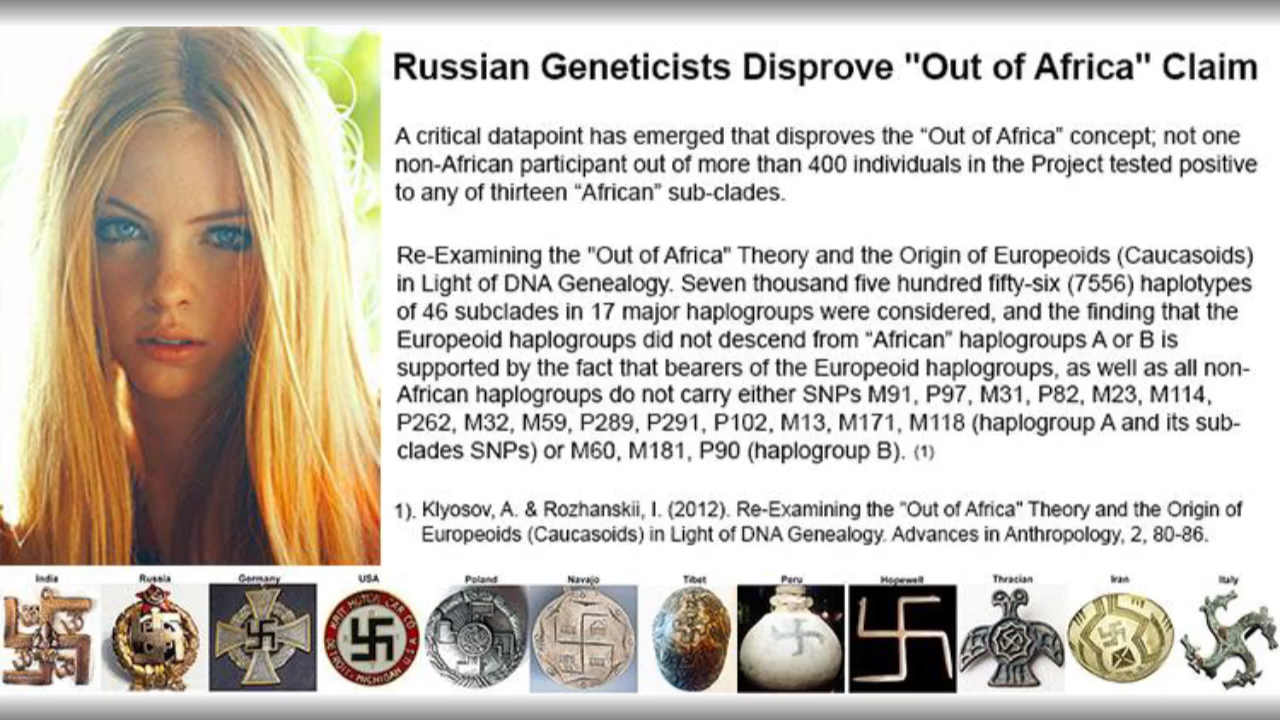 Russian Geneticists Disprove "Out of Africa" Claim
A critical datapoint has emerged that disproves the “Out of Africa” concept; not one
non-African participant out of more than 400 individuals in the Project tested positive
to any of thirteen “African” sub-clades.
Re-Examining the "Out of Africa" Theory and the Origin of Europeoids (Caucasoids)
in Light of DNA Genealogy. Seven thousand five hundred fifty-six (7556) haplotypes
of 46 subclades in 17 major haplogroups were considered, and the finding that the
Europeoid haplogroups did not descend from “African” haplogroups A or B is
supported by the fact that bearers of the Europeoid haplogroups, as well as all non-
African haplogroups do not carry either SNPs M91, P97, M31, P82, M23, M114,
P262, M32, M59, P289, P291, P102, M13, M171, M118 (haplogroup A and its sub-
clades SNPs) or M60, M181, P90 (haplogroup B). (1)
1). Klyosov, A. & Rozhanskii, I. (2012). Re-Examining the "Out of Africa" Theory and the Origin of
Europeoids (Caucasoids) in Light of DNA Genealogy. Advances in Anthropology, 2, 80-86.
India Russia Germany USA Poland Navajo Tibet Peru Hopewell Thracian Iran Italy
KRIT MOTOR CAR CO
DETROIT - MICHIGAN U S A